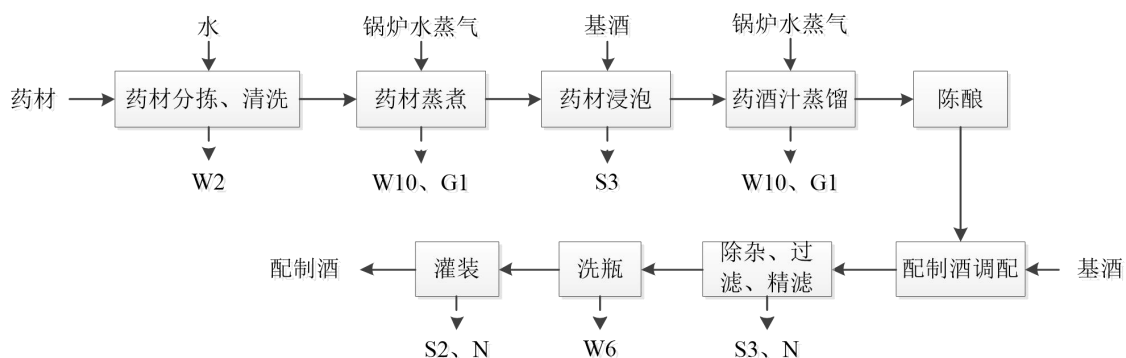 水
锅炉水蒸气
基酒
锅炉水蒸气
药材
药材分拣、清洗
药材蒸煮
药材浸泡
药酒汁蒸馏
陈酿
W2
W10、G1
S3
W10、G1
配制酒
灌装
洗瓶
除杂、过
滤、精滤
配制酒调配
基酒
S2、N
W6
S3、N